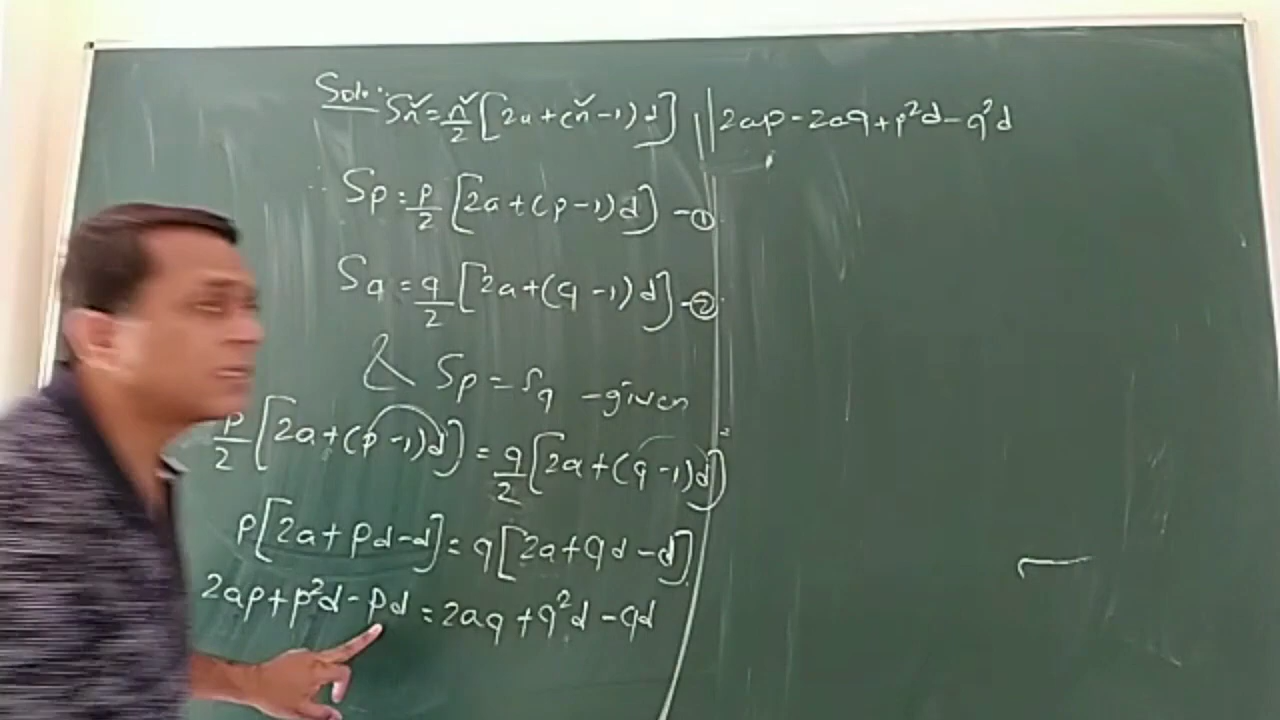 Soln:
Sn = n/2 [2a + (n - 1) d]
Sp = p/2 [2a + (p - 1) d] - ①
Sq = q/2 [2a + (q - 1) d] - ②
& Sp = Sq - given
p/2 [2a + (p - 1) d] = q/2 [2a + (q - 1) d]
p [2a + pd - d] = q [2a + qd - d]
2ap + p²d - pd = 2aq + q²d - qd
2ap - 2aq + p²d - q²d